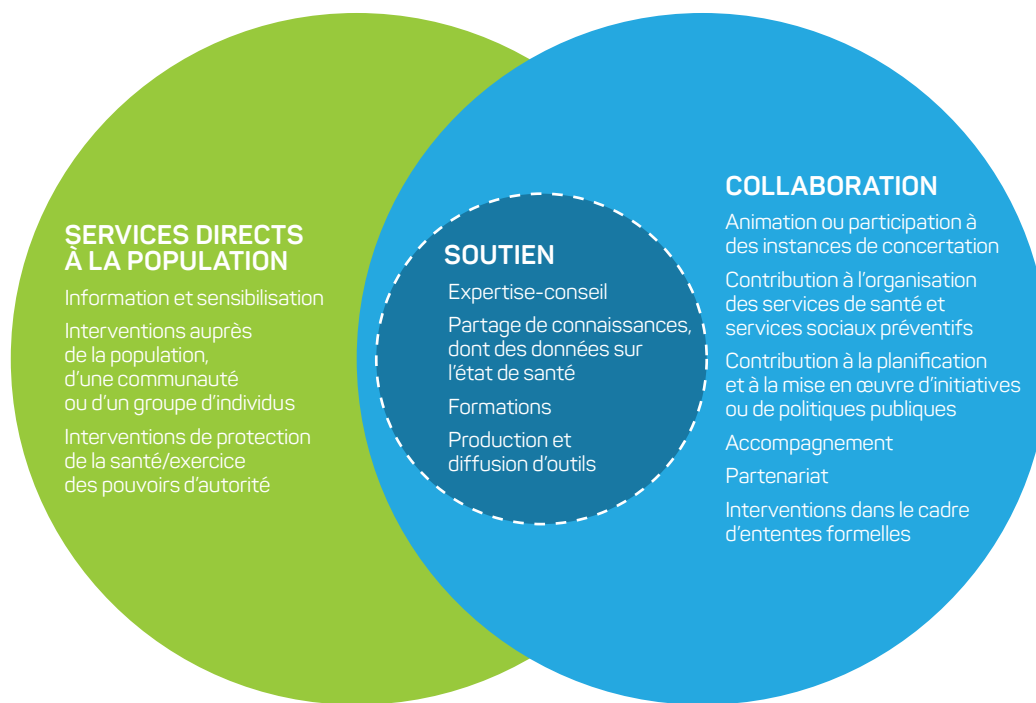 SERVICES DIRECTS
À LA POPULATION
Information et sensibilisation
Interventions auprès
de la population,
d'une communauté
ou d'un groupe d'individus
Interventions de protection
de la santé/exercice
des pouvoirs d'autorité
SOUTIEN
Expertise-conseil
Partage de connaissances,
dont des données sur
l'état de santé
Formations
Production et
diffusion d'outils
COLLABORATION
Animation ou participation à
des instances de concertation
Contribution à l'organisation
des services de santé et
services sociaux préventifs
Contribution à la planification
et à la mise en œuvre d'initiatives
ou de politiques publiques
Accompagnement
Partenariat
Interventions dans le cadre
d'ententes formelles